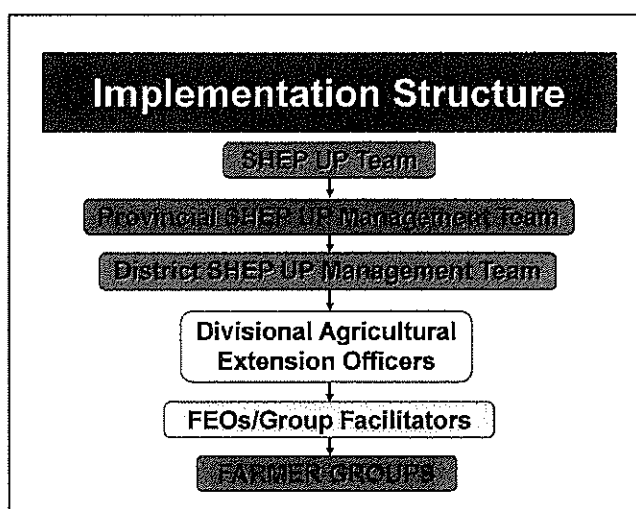 Implementation Structure
SHEP UP Team
Provincial SHEP UP Management Team
District SHEP UP Management Team
Divisional Agricultural
Extension Officers
FEOs/Group Facilitators
FARMER GROUPS